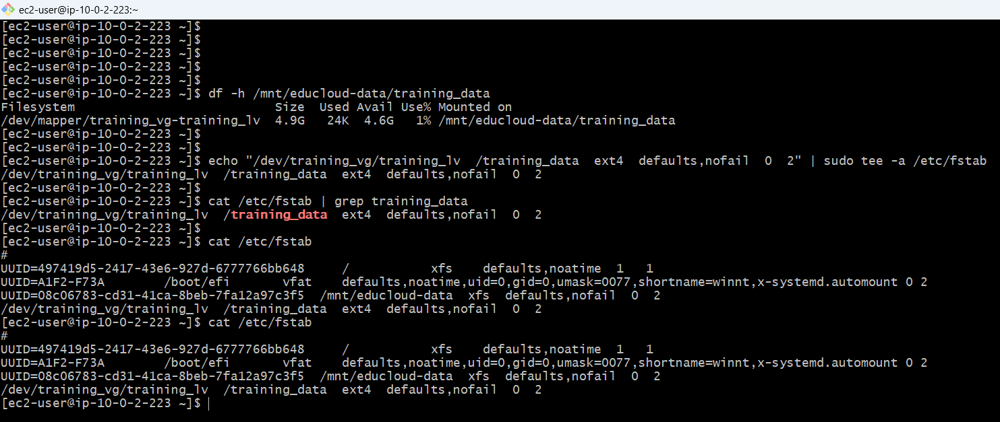 ec2-user@ip-10-0-2-223:~
[ec2-user@ip-10-0-2-223 ~]$
[ec2-user@ip-10-0-2-223 ~]$
[ec2-user@ip-10-0-2-223 ~]$
[ec2-user@ip-10-0-2-223 ~]$
[ec2-user@ip-10-0-2-223 ~]$
[ec2-user@ip-10-0-2-223 ~]$ df -h /mnt/educloud-data/training_data
Filesystem                           Size  Used Avail Use% Mounted on
/dev/mapper/training_vg-training_lv  4.9G   24K  4.6G   1% /mnt/educloud-data/training_data
[ec2-user@ip-10-0-2-223 ~]$
[ec2-user@ip-10-0-2-223 ~]$
[ec2-user@ip-10-0-2-223 ~]$ echo "/dev/training_vg/training_lv  /training_data  ext4  defaults,nofail  0  2" | sudo tee -a /etc/fstab
/dev/training_vg/training_lv  /training_data  ext4  defaults,nofail  0  2
[ec2-user@ip-10-0-2-223 ~]$
[ec2-user@ip-10-0-2-223 ~]$ cat /etc/fstab | grep training_data
/dev/training_vg/training_lv  /training_data  ext4  defaults,nofail  0  2
[ec2-user@ip-10-0-2-223 ~]$
[ec2-user@ip-10-0-2-223 ~]$ cat /etc/fstab
#
UUID=497419d5-2417-43e6-927d-6777766bb648     /           xfs    defaults,noatime  1   1
UUID=A1F2-F73A        /boot/efi       vfat    defaults,noatime,uid=0,gid=0,umask=0077,shortname=winnt,x-systemd.automount 0 2
UUID=08c06783-cd31-41ca-8beb-7fa12a97c3f5  /mnt/educloud-data  xfs  defaults,nofail  0  2
/dev/training_vg/training_lv  /training_data  ext4  defaults,nofail  0  2
[ec2-user@ip-10-0-2-223 ~]$ cat /etc/fstab
#
UUID=497419d5-2417-43e6-927d-6777766bb648     /           xfs    defaults,noatime  1   1
UUID=A1F2-F73A        /boot/efi       vfat    defaults,noatime,uid=0,gid=0,umask=0077,shortname=winnt,x-systemd.automount 0 2
UUID=08c06783-cd31-41ca-8beb-7fa12a97c3f5  /mnt/educloud-data  xfs  defaults,nofail  0  2
/dev/training_vg/training_lv  /training_data  ext4  defaults,nofail  0  2
[ec2-user@ip-10-0-2-223 ~]$